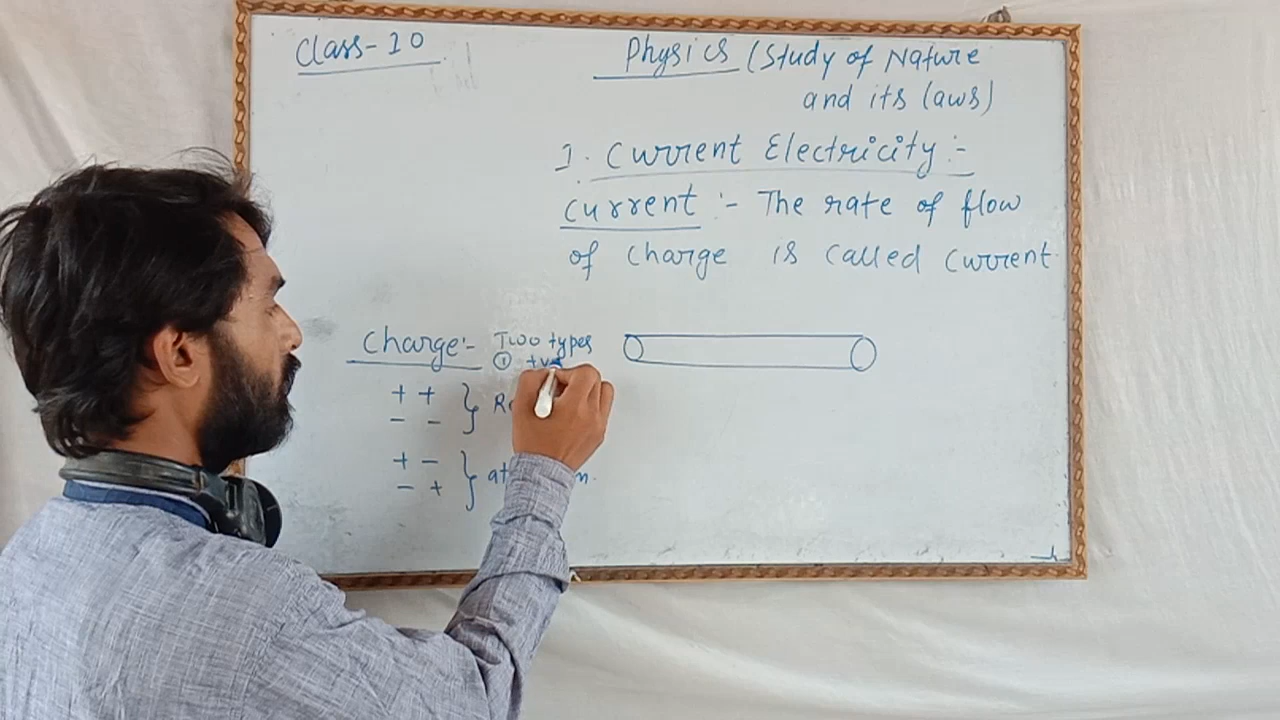 Class-10
Physics (Study of Nature
and its laws)
1. Current Electricity :-
Current :- The rate of flow
of charge is called current.
Charge:- Two types
① +ve
+ +
- -
+ -
- +